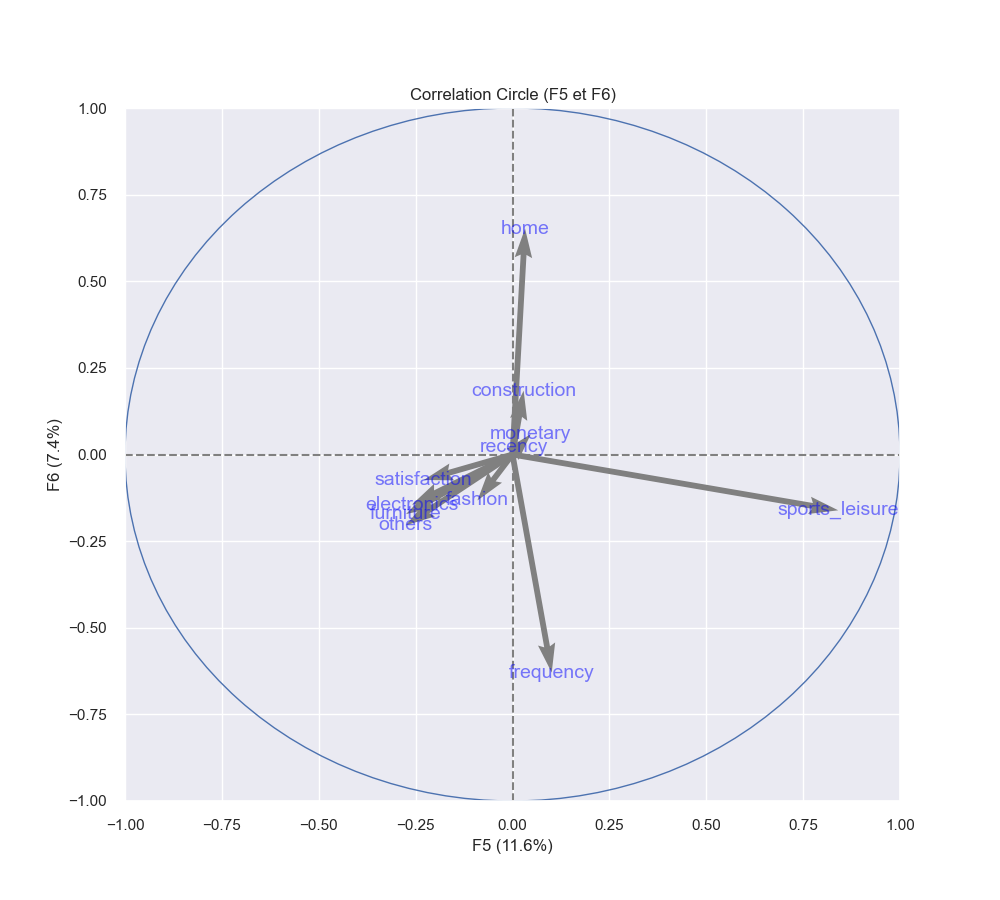 Correlation Circle (F5 et F6)
1.00
0.75
home
0.50
0.25
construction
monetary
recency
0.00
F6 (7.4%)
satisfaction
electronics
fashion
furniture
others
sports_leisure
−0.25
−0.50
frequency
−0.75
−1.00
−1.00 −0.75 −0.50 −0.25 0.00 0.25 0.50 0.75 1.00
F5 (11.6%)